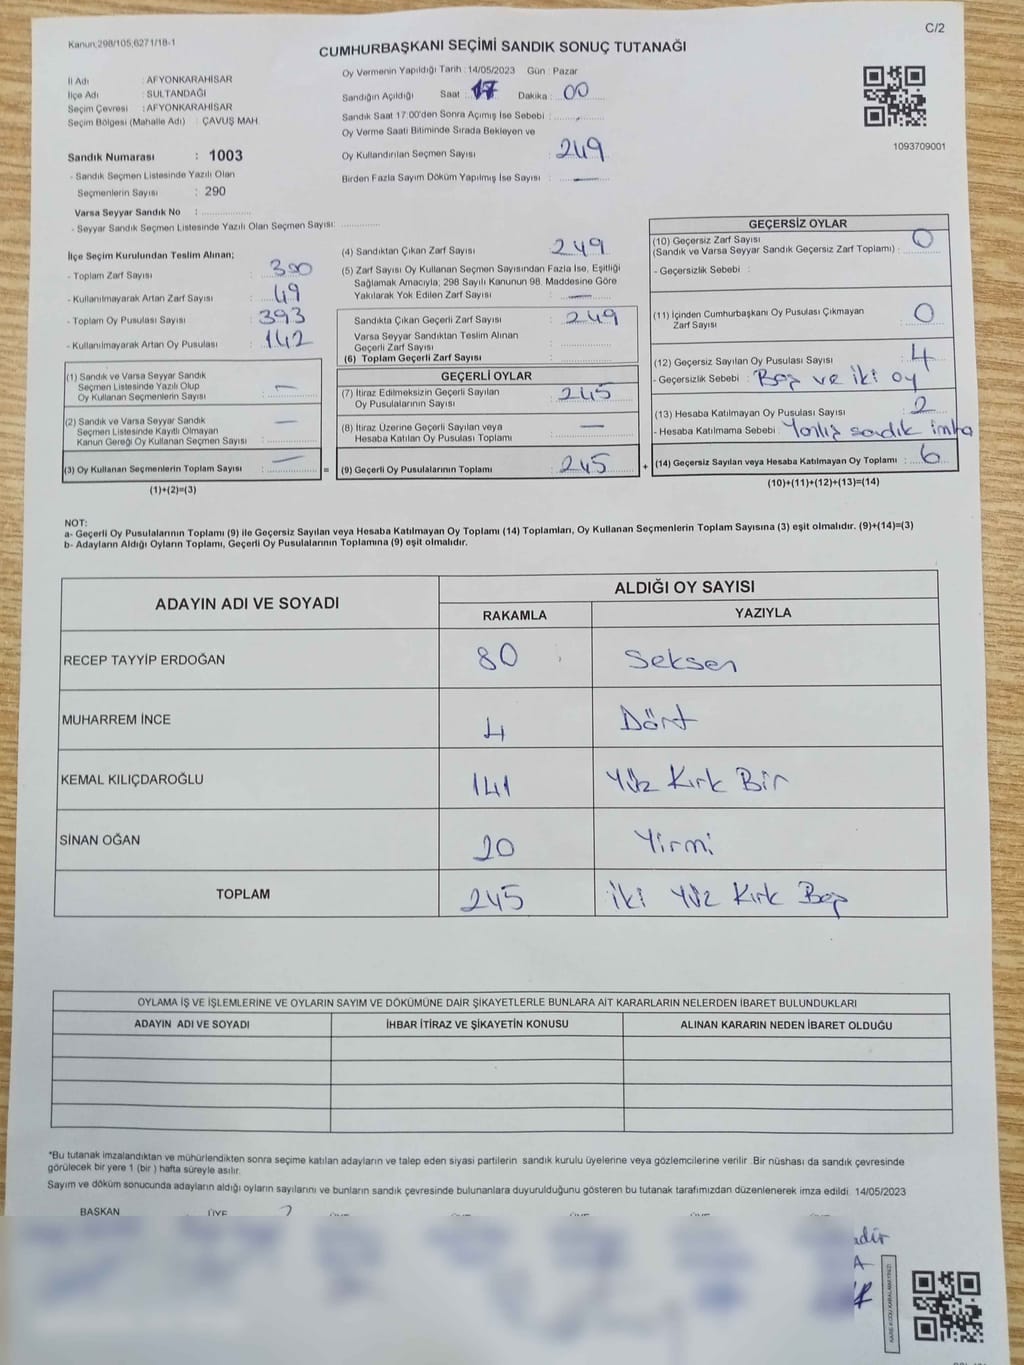 Kanun:298/105,6271/18-1
C/2
CUMHURBAŞKANI SEÇİMİ SANDIK SONUÇ TUTANAĞI
İl Adı : AFYONKARAHİSAR
İlçe Adı : SULTANDAĞI
Seçim Çevresi : AFYONKARAHİSAR
Seçim Bölgesi (Mahalle Adı) : ÇAVUŞ MAH.
Oy Vermenin Yapıldığı Tarih : 14/05/2023 Gün : Pazar
Sandığın Açıldığı Saat : 17 Dakika : 00
Sandık Saat 17:00'den Sonra Açımış İse Sebebi :
Oy Verme Saati Bitiminde Sırada Bekleyen ve
Oy Kullandırılan Seçmen Sayısı : 249
Birden Fazla Sayım Döküm Yapılmış İse Sayısı : —
1093709001
Sandık Numarası : 1003
- Sandık Seçmen Listesinde Yazılı Olan
Seçmenlerin Sayısı : 290
Varsa Seyyar Sandık No :
- Seyyar Sandık Seçmen Listesinde Yazılı Olan Seçmen Sayısı:
İlçe Seçim Kurulundan Teslim Alınan;
- Toplam Zarf Sayısı : 300
- Kullanılmayarak Artan Zarf Sayısı : 49
- Toplam Oy Pusulası Sayısı : 393
- Kullanılmayarak Artan Oy Pusulası : 142
(4) Sandıktan Çıkan Zarf Sayısı : 249
(5) Zarf Sayısı Oy Kullanan Seçmen Sayısından Fazla İse, Eşitliği
Sağlamak Amacıyla; 298 Sayılı Kanunun 98. Maddesine Göre
Yakılarak Yok Edilen Zarf Sayısı : —
Sandıkta Çıkan Geçerli Zarf Sayısı : 249
Varsa Seyyar Sandıktan Teslim Alınan
Geçerli Zarf Sayısı :
(6) Toplam Geçerli Zarf Sayısı :
GEÇERSİZ OYLAR
(10) Geçersiz Zarf Sayısı
(Sandık ve Varsa Seyyar Sandık Geçersiz Zarf Toplamı) : 0
- Geçersizlik Sebebi :
(11) İçinden Cumhurbaşkanı Oy Pusulası Çıkmayan
Zarf Sayısı : 0
(12) Geçersiz Sayılan Oy Pusulası Sayısı : 4
- Geçersizlik Sebebi : Boş ve iki oy
(13) Hesaba Katılmayan Oy Pusulası Sayısı : 2
- Hesaba Katılmama Sebebi : Yanlış sandık imha
(14) Geçersiz Sayılan veya Hesaba Katılmayan Oy Toplamı : 6
(10)+(11)+(12)+(13)=(14)
(1) Sandık ve Varsa Seyyar Sandık
Seçmen Listesinde Yazılı Olup
Oy Kullanan Seçmenlerin Sayısı : —
(2) Sandık ve Varsa Seyyar Sandık
Seçmen Listesinde Kayıtlı Olmayan
Kanun Gereği Oy Kullanan Seçmen Sayısı : —
(3) Oy Kullanan Seçmenlerin Toplam Sayısı : — =
(1)+(2)=(3)
GEÇERLİ OYLAR
(7) İtiraz Edilmeksizin Geçerli Sayılan
Oy Pusulalarının Sayısı : 245
(8) İtiraz Üzerine Geçerli Sayılan veya
Hesaba Katılan Oy Pusulası Toplamı : —
(9) Geçerli Oy Pusulalarının Toplamı : 245 +
NOT:
a- Geçerli Oy Pusulalarının Toplamı (9) ile Geçersiz Sayılan veya Hesaba Katılmayan Oy Toplamı (14) Toplamları, Oy Kullanan Seçmenlerin Toplam Sayısına (3) eşit olmalıdır. (9)+(14)=(3)
b- Adayların Aldığı Oyların Toplamı, Geçerli Oy Pusulalarının Toplamına (9) eşit olmalıdır.
ADAYIN ADI VE SOYADI
ALDIĞI OY SAYISI
RAKAMLA YAZIYLA
RECEP TAYYİP ERDOĞAN 80 Seksen
MUHARREM İNCE 4 Dört
KEMAL KILIÇDAROĞLU 141 Yüz Kırk Bir
SİNAN OĞAN 20 Yirmi
TOPLAM 245 İki Yüz Kırk Beş
OYLAMA İŞ VE İŞLEMLERİNE VE OYLARIN SAYIM VE DÖKÜMÜNE DAİR ŞİKAYETLERLE BUNLARA AİT KARARLARIN NELERDEN İBARET BULUNDUKLARI
ADAYIN ADI VE SOYADI İHBAR İTİRAZ VE ŞİKAYETİN KONUSU ALINAN KARARIN NEDEN İBARET OLDUĞU
*Bu tutanak imzalandıktan ve mühürlendikten sonra seçime katılan adayların ve talep eden siyasi partilerin sandık kurulu üyelerine veya gözlemcilerine verilir .Bir nüshası da sandık çevresinde
görülecek bir yere 1 (bir ) hafta süreyle asılır.
Sayım ve döküm sonucunda adayların aldığı oyların sayılarını ve bunların sandık çevresinde bulunanlara duyurulduğunu gösteren bu tutanak tarafımızdan düzenlenerek imza edildi. 14/05/2023
BAŞKAN ÜYE
KARE KODU KARALAMAYINIZ!